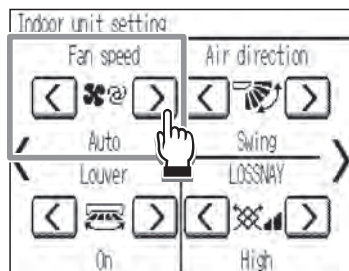 Indoor unit setting
Fan speed
Air direction
Auto
Swing
Louver
LOSSNAY
On
High